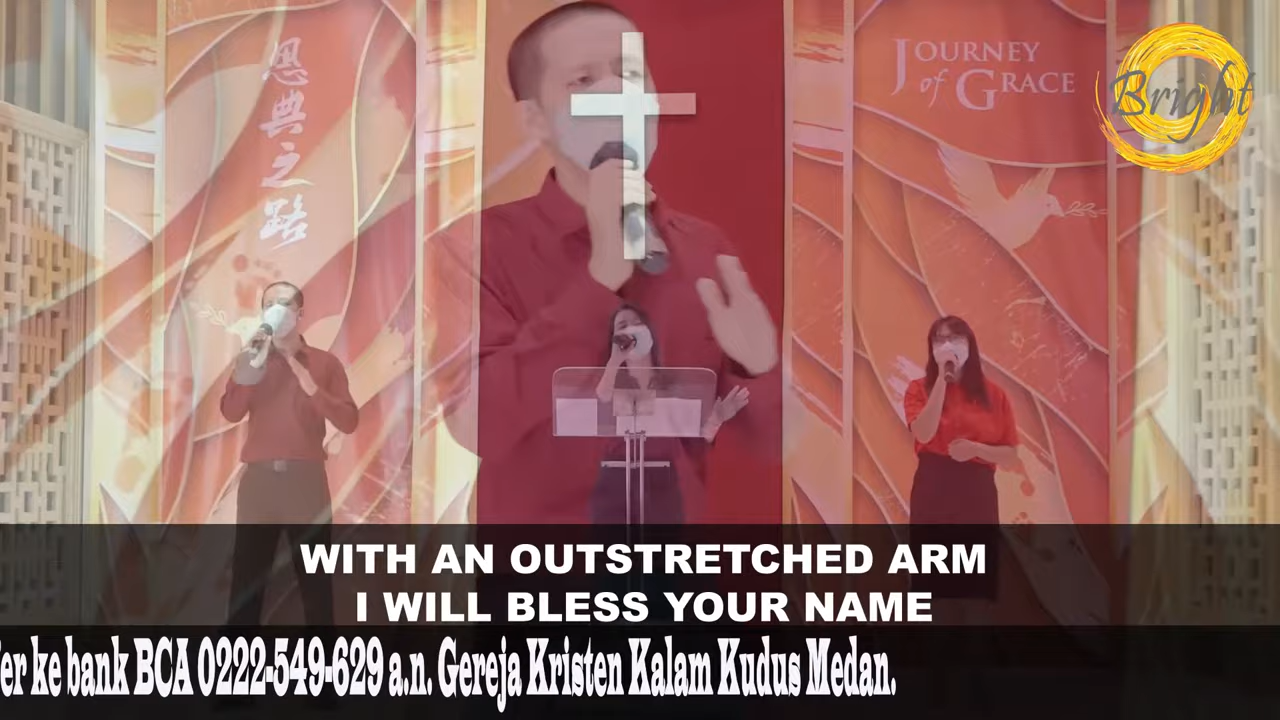 恩典之路
JOURNEY
of GRACE
Bright
WITH AN OUTSTRETCHED ARM
I WILL BLESS YOUR NAME
er ke bank BCA 0222-549-629 a.n. Gereja Kristen Kalam Kudus Medan.